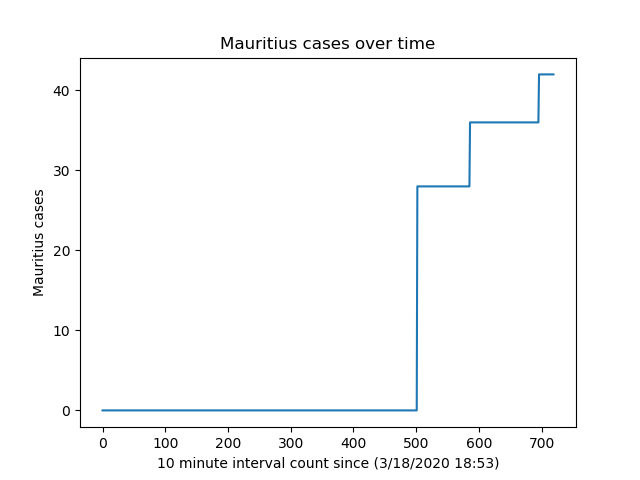 Mauritius cases over time
Mauritius cases
40
30
20
10
0
0 100 200 300 400 500 600 700
10 minute interval count since (3/18/2020 18:53)